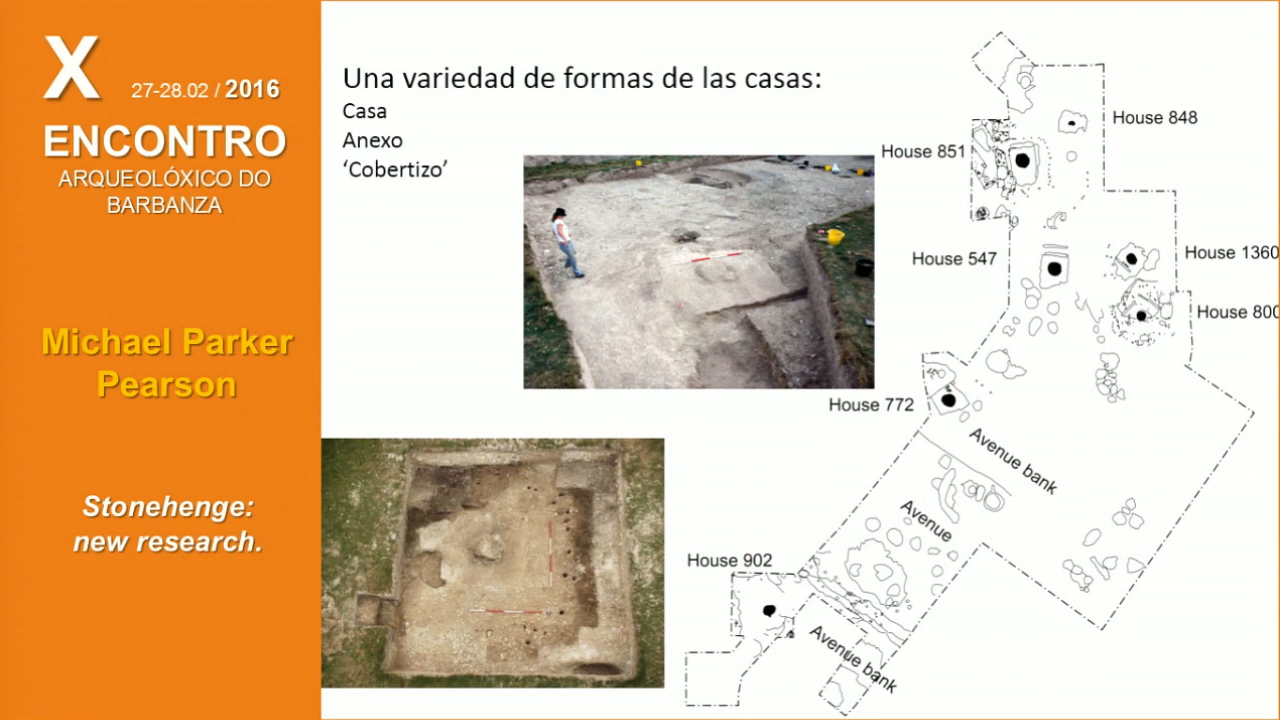 X
27-28.02 / 2016
ENCONTRO
ARQUEOLÓXICO DO
BARBANZA
Michael Parker
Pearson
Stonehenge:
new research.
Una variedad de formas de las casas:
Casa
Anexo
‘Cobertizo’
House 848
House 851
House 547
House 1360
House 800
House 772
Avenue bank
Avenue
House 902
Avenue bank